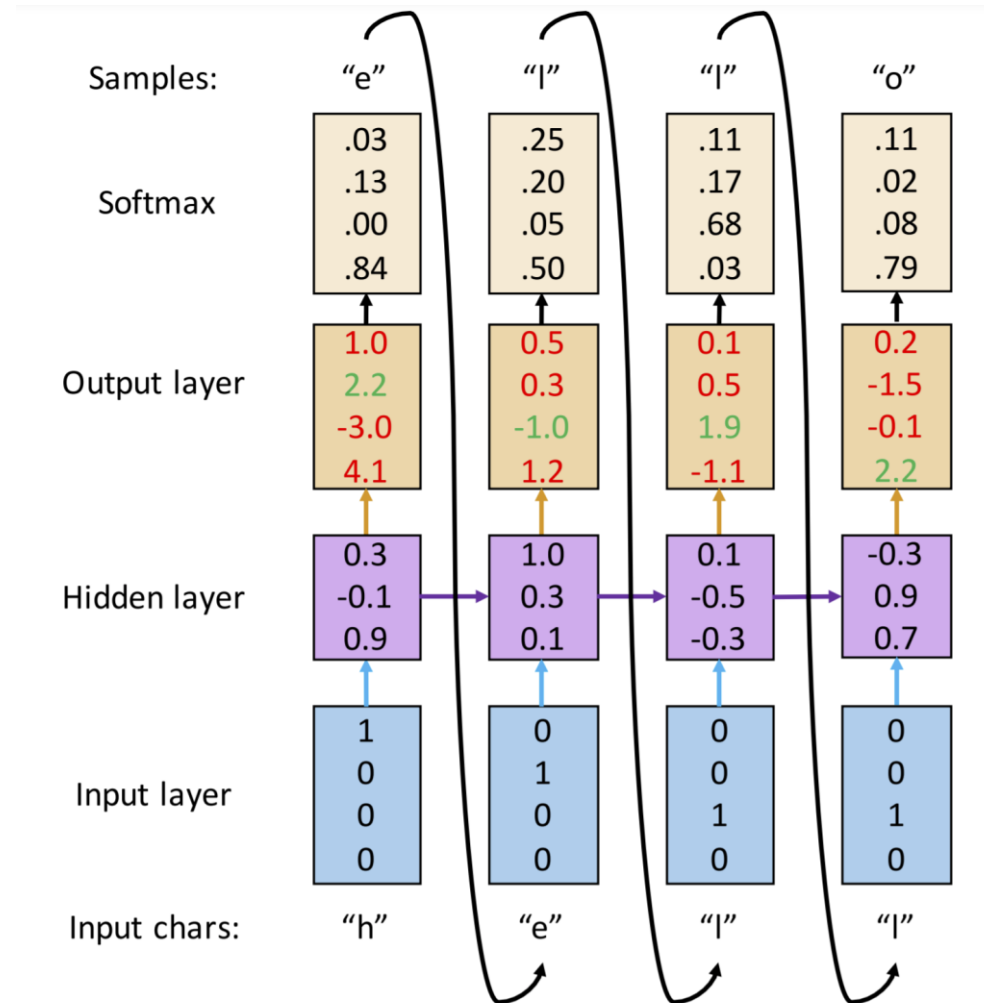 Samples: “e” “l” “l” “o”
Softmax
.03 .25 .11 .11
.13 .20 .17 .02
.00 .05 .68 .08
.84 .50 .03 .79
Output layer
1.0 0.5 0.1 0.2
2.2 0.3 0.5 -1.5
-3.0 -1.0 1.9 -0.1
4.1 1.2 -1.1 2.2
Hidden layer
0.3 1.0 0.1 -0.3
-0.1 0.3 -0.5 0.9
0.9 0.1 -0.3 0.7
Input layer
1 0 0 0
0 1 0 0
0 0 1 1
0 0 0 0
Input chars: “h” “e” “l” “l”